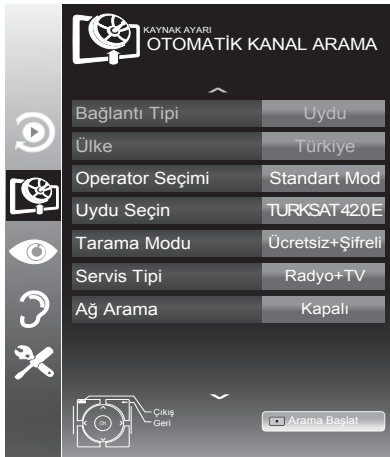 KAYNAK AYARI
OTOMATİK KANAL ARAMA
Bağlantı Tipi Uydu
Ülke Türkiye
Operator Seçimi Standart Mod
Uydu Seçin TURKSAT 42.0 E
Tarama Modu Ücretsiz+Şifreli
Servis Tipi Radyo+TV
Ağ Arama Kapalı
Çıkış
Geri
OK
Arama Başlat